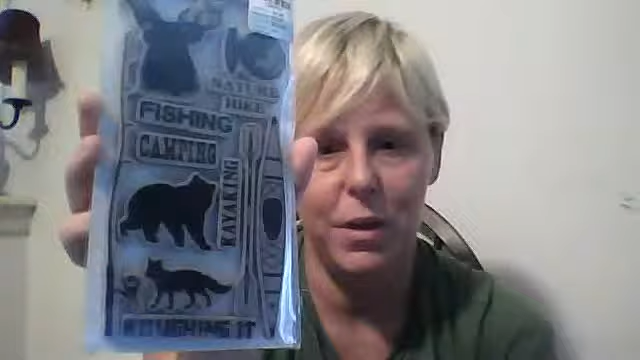 NATURE
HIKE
FISHING
CAMPING
KAYAKING
ROUGHING IT